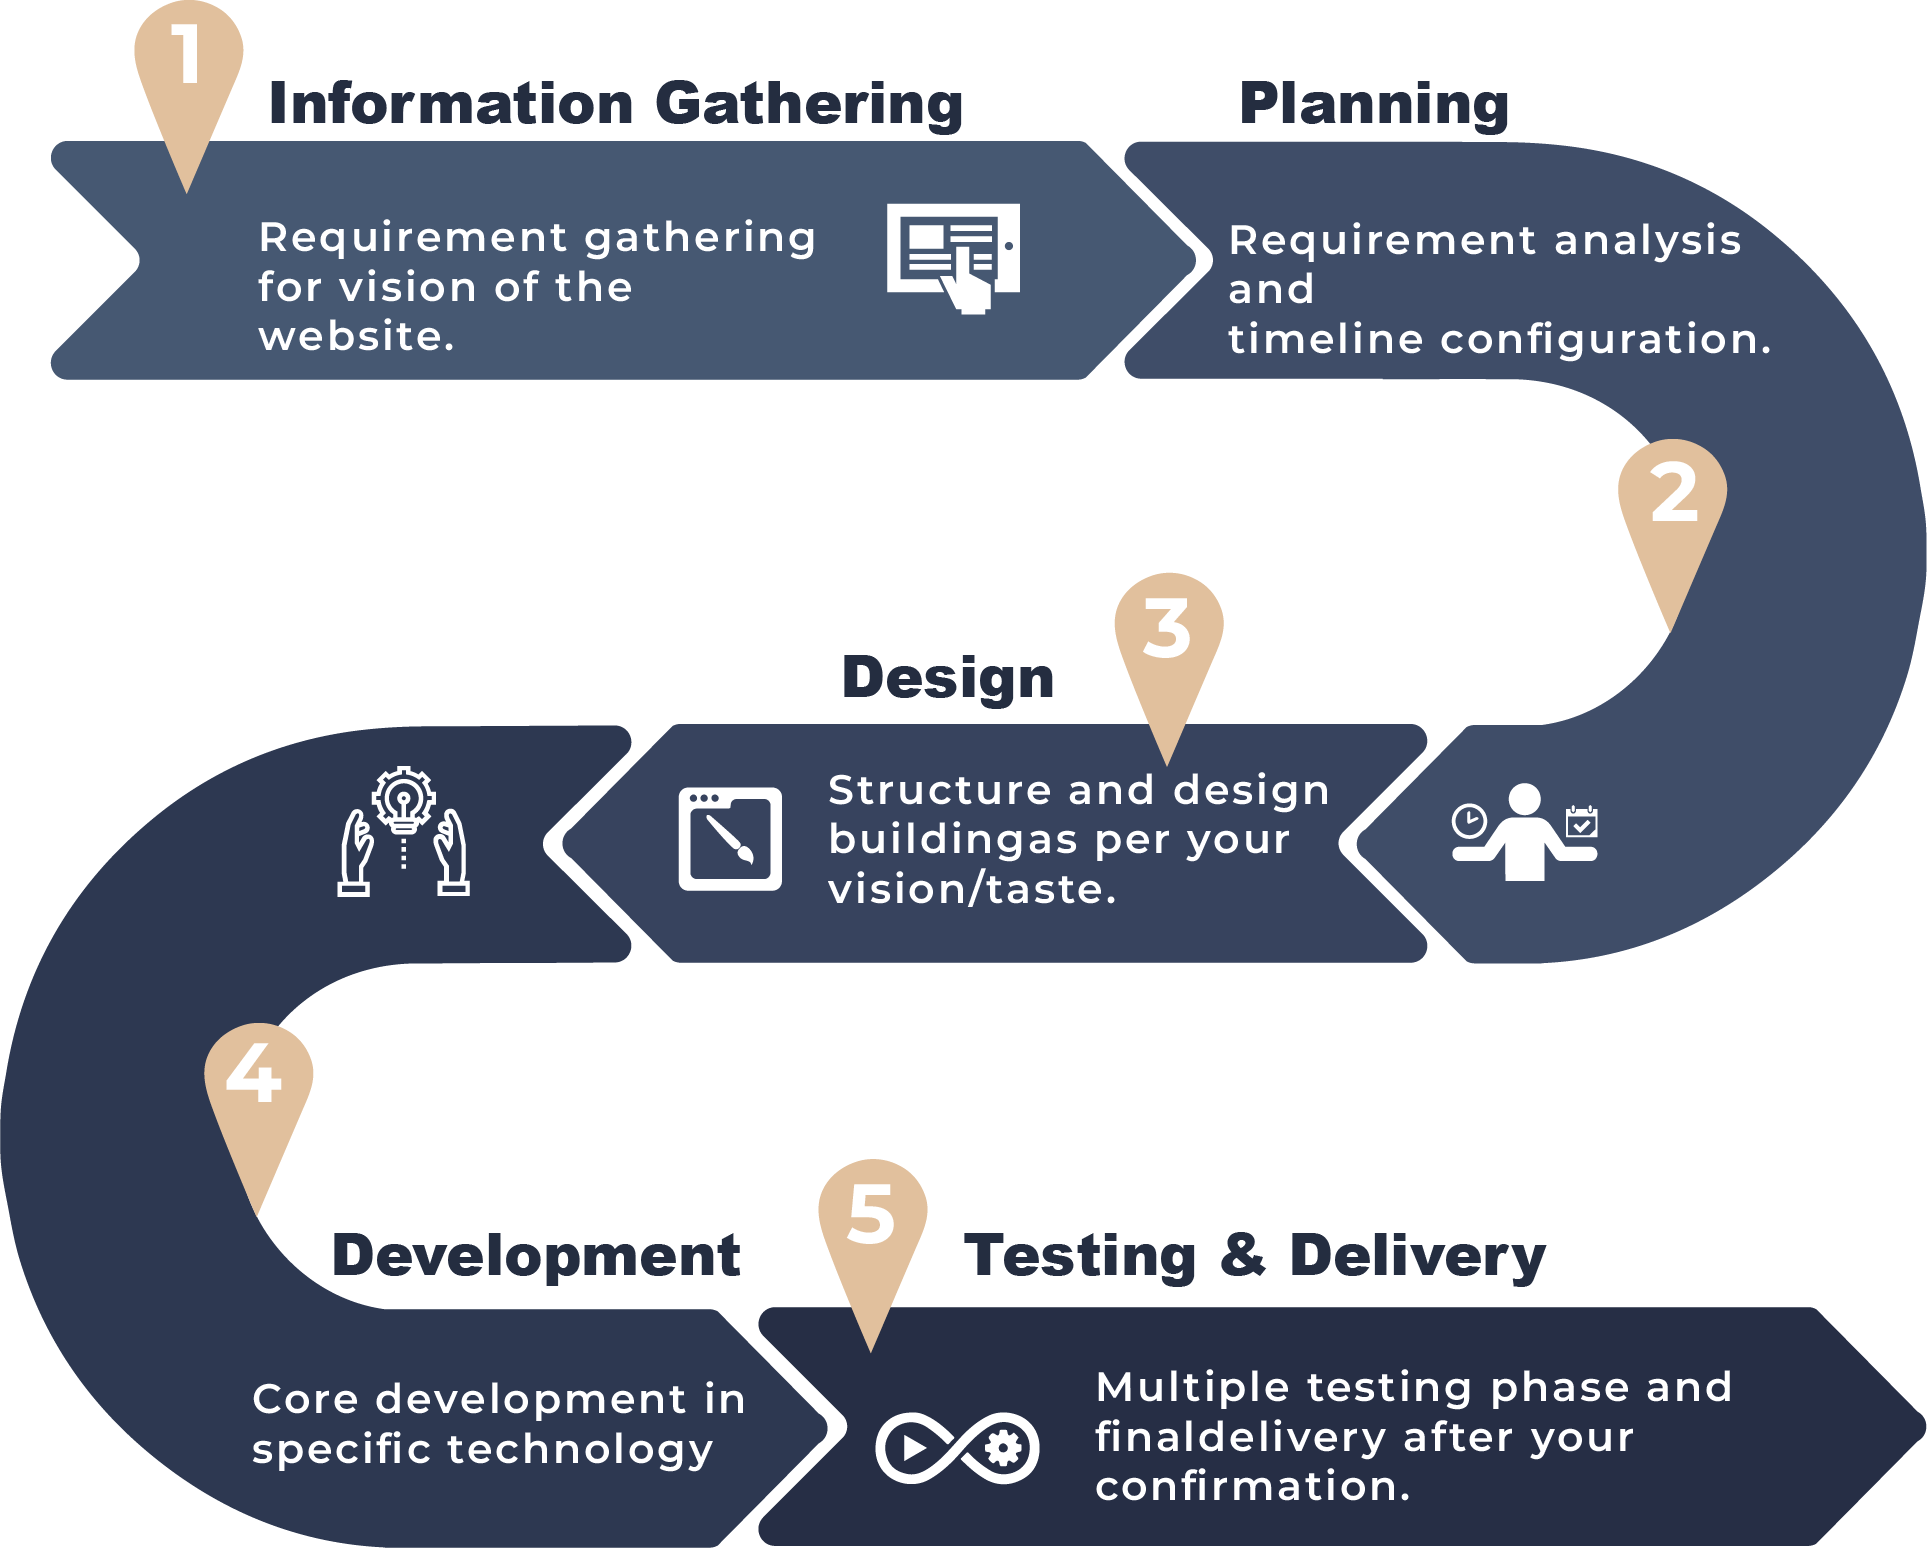 1
Information Gathering
Requirement gathering
for vision of the
website.
Planning
Requirement analysis
and
timeline configuration.
2
3
Design
Structure and design
buildingas per your
vision/taste.
4
Development
Core development in
specific technology
5
Testing & Delivery
Multiple testing phase and
finaldelivery after your
confirmation.